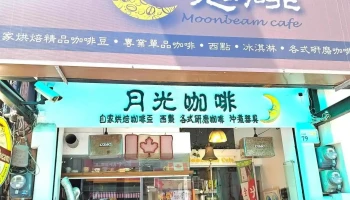 Moonbeam cafe
家烘焙精品咖啡豆・專賣單品咖啡・西點・冰淇淋・各式研磨咖啡
月光咖啡
自家烘焙咖啡豆 西點 各式研磨咖啡 沖煮器具